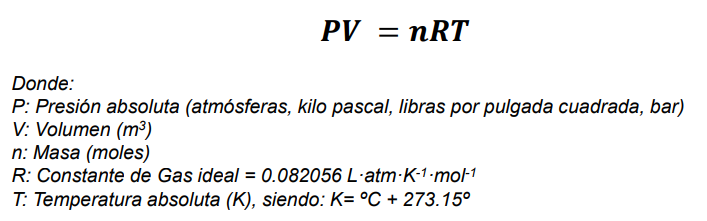 PV = nRT
Donde:
P: Presión absoluta (atmósferas, kilo pascal, libras por pulgada cuadrada, bar)
V: Volumen (m³)
n: Masa (moles)
R: Constante de Gas ideal = 0.082056 L·atm·K⁻¹·mol⁻¹
T: Temperatura absoluta (K), siendo: K= ºC + 273.15º